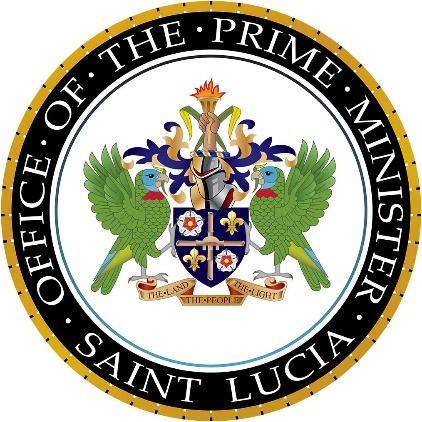 OFFICE · OF · THE · PRIME · MINISTER
SAINT LUCIA
THE·LAND
THE·PEOPLE
THE·LIGHT